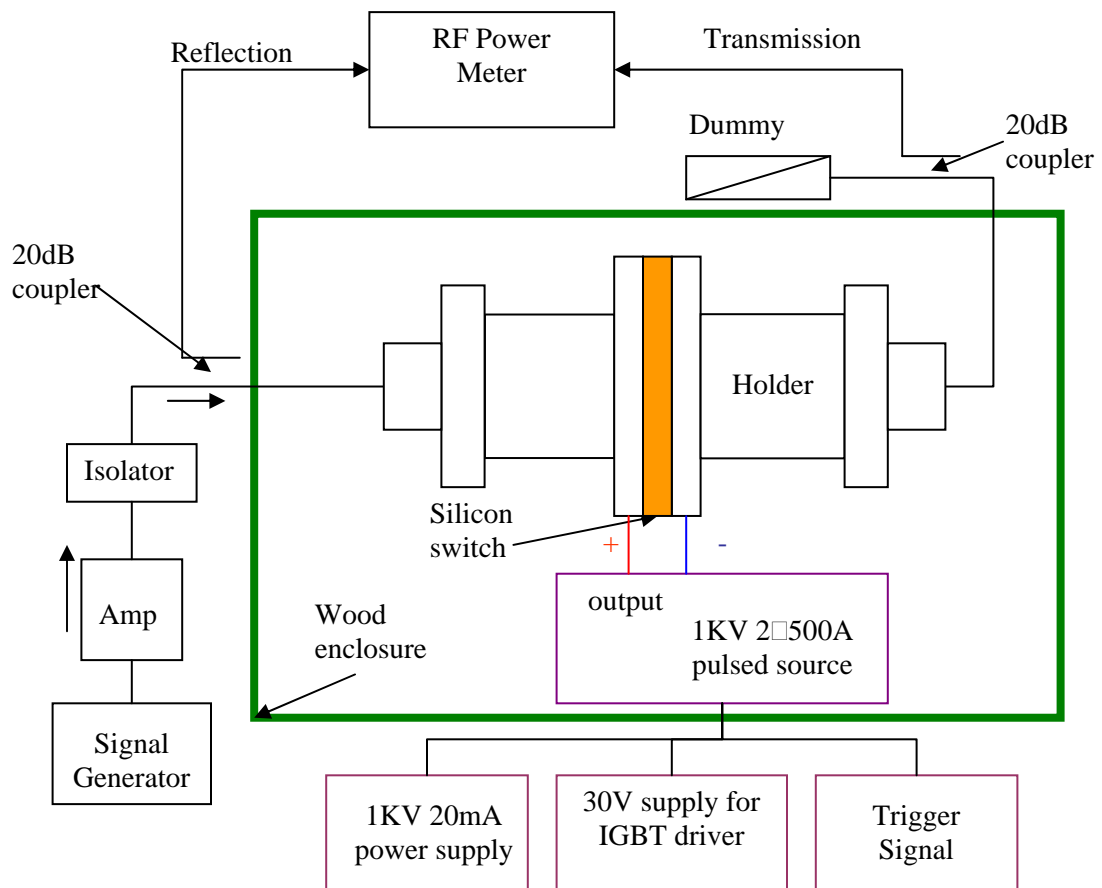 RF Power
Meter
Reflection
Transmission
Dummy
20dB
coupler
20dB
coupler
Holder
Isolator
Silicon
switch
+
-
Amp
output
1KV 2□500A
pulsed source
Wood
enclosure
Signal
Generator
1KV 20mA
power supply
30V supply for
IGBT driver
Trigger
Signal